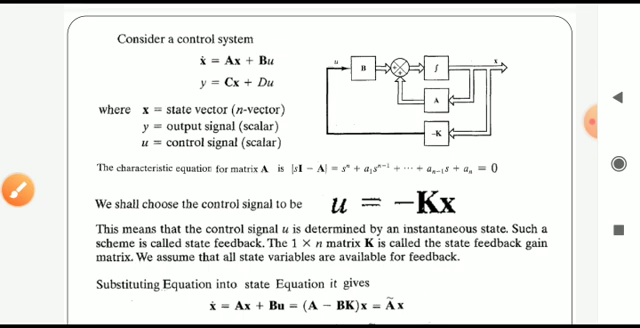 Consider a control system
ẋ = Ax + Bu
y = Cx + Du
where x = state vector (n-vector)
y = output signal (scalar)
u = control signal (scalar)
u
B
+
+
∫
x
A
-K
The characteristic equation for matrix A is |sI − A| = sⁿ + a₁sⁿ⁻¹ + ··· + aₙ₋₁s + aₙ = 0
We shall choose the control signal to be u = −Kx
This means that the control signal u is determined by an instantaneous state. Such a
scheme is called state feedback. The 1 × n matrix K is called the state feedback gain
matrix. We assume that all state variables are available for feedback.
Substituting Equation into state Equation it gives
ẋ = Ax + Bu = (A − BK)x = Ãx